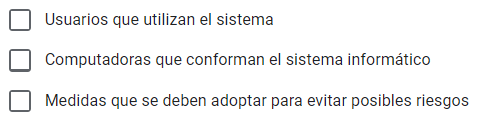 Usuarios que utilizan el sistema
Computadoras que conforman el sistema informático
Medidas que se deben adoptar para evitar posibles riesgos